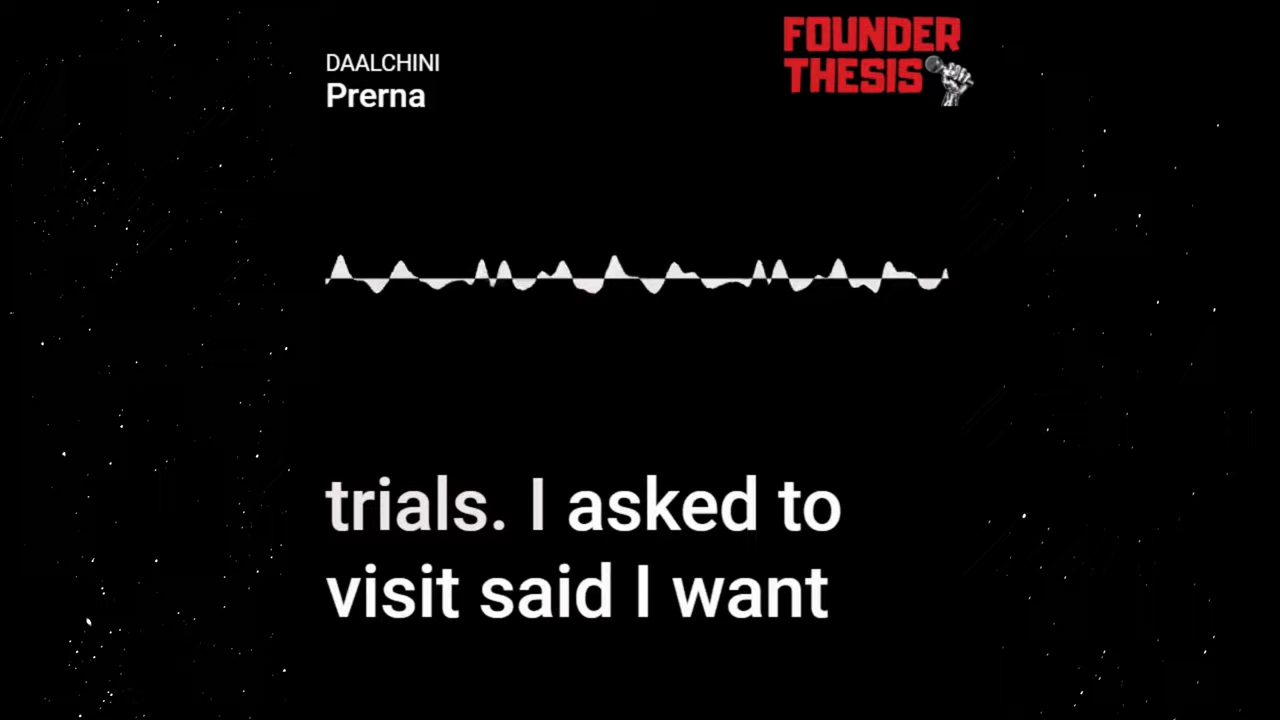 DAALCHINI
Prerna
FOUNDER
THESIS
trials. I asked to
visit said I want